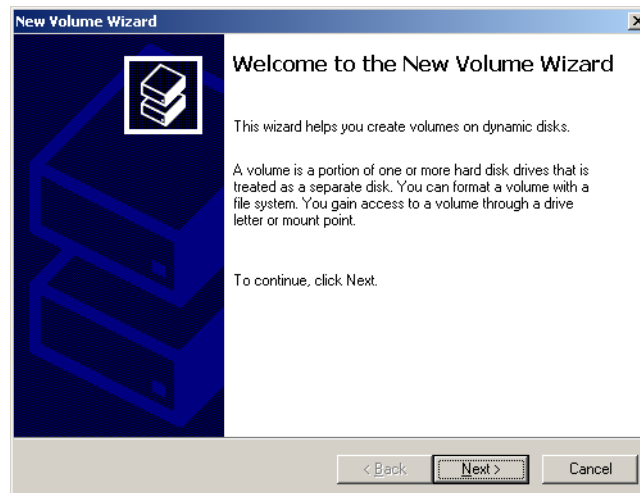 New Volume Wizard
Welcome to the New Volume Wizard
This wizard helps you create volumes on dynamic disks.
A volume is a portion of one or more hard disk drives that is
treated as a separate disk. You can format a volume with a
file system. You gain access to a volume through a drive
letter or mount point.
To continue, click Next.
< Back
Next >
Cancel